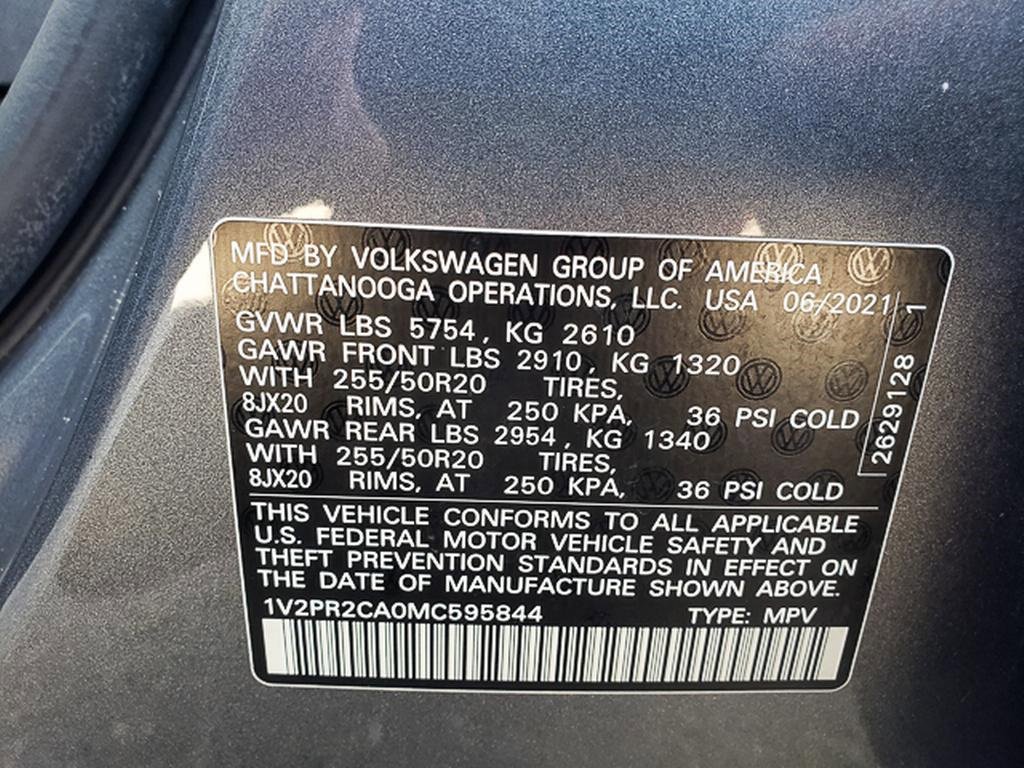 MFD BY VOLKSWAGEN GROUP OF AMERICA
CHATTANOOGA OPERATIONS, LLC. USA 06/2021
GVWR LBS 5754, KG 2610
GAWR FRONT LBS 2910, KG 1320
WITH 255/50R20 TIRES,
8JX20 RIMS, AT 250 KPA, 36 PSI COLD
GAWR REAR LBS 2954, KG 1340
WITH 255/50R20 TIRES,
8JX20 RIMS, AT 250 KPA, 36 PSI COLD
2629128 1
THIS VEHICLE CONFORMS TO ALL APPLICABLE
U.S. FEDERAL MOTOR VEHICLE SAFETY AND
THEFT PREVENTION STANDARDS IN EFFECT ON
THE DATE OF MANUFACTURE SHOWN ABOVE.
1V2PR2CA0MC595844 TYPE: MPV